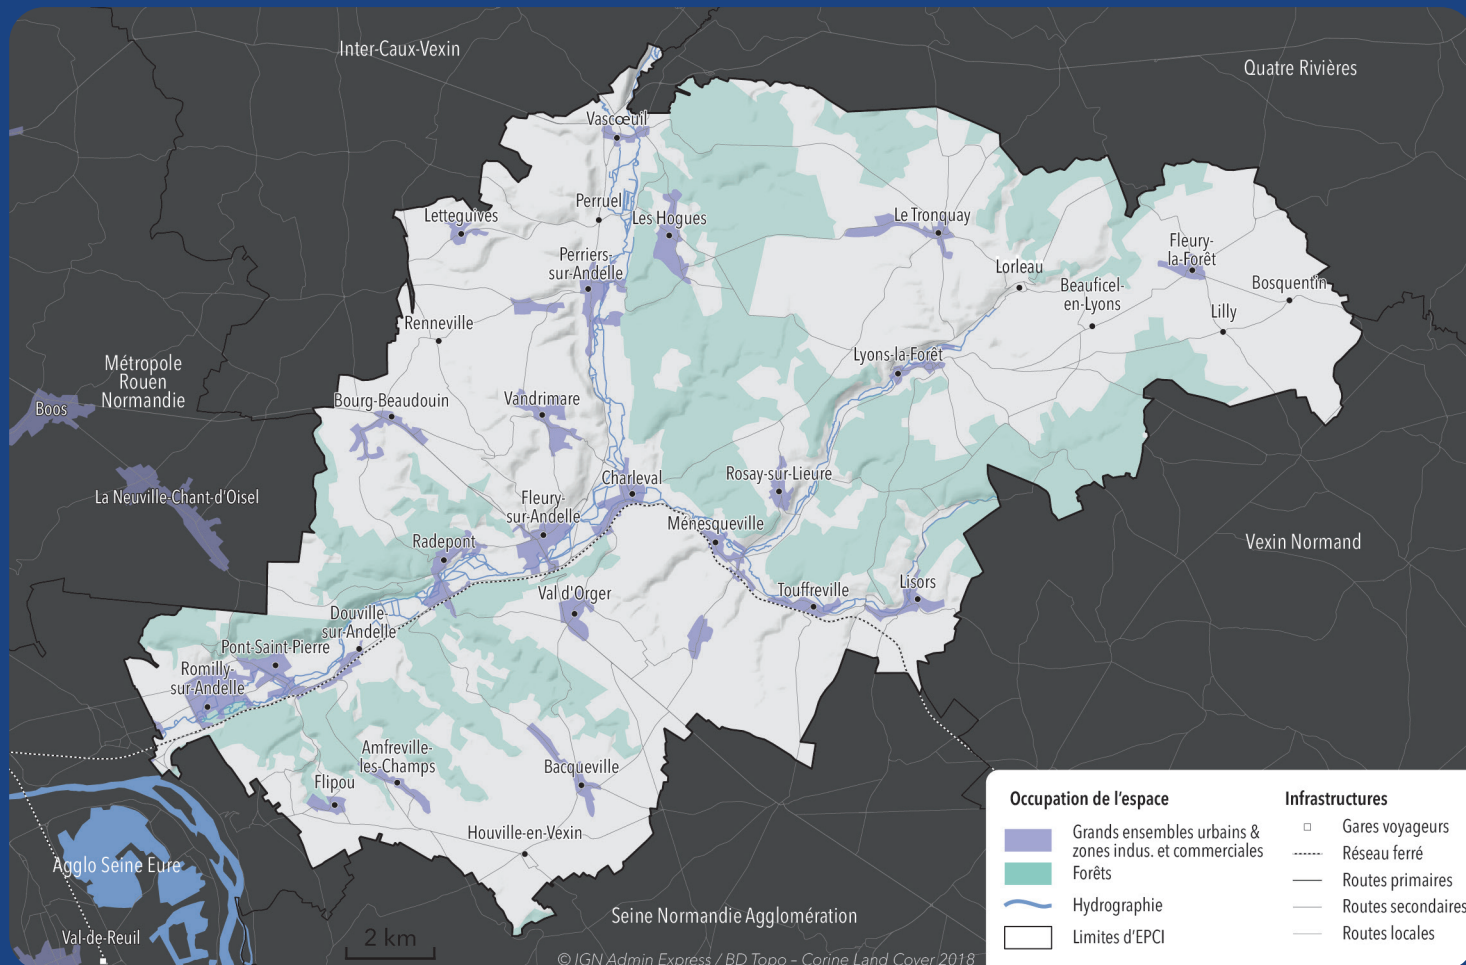 Inter-Caux-Vexin
Quatre Rivières
Vascœuil
Perruel
Letteguives
Les Hogues
Le Tronquay
Perriers-
sur-Andelle
Fleury-
la-Forêt
Lorleau
Beauficel-
en-Lyons
Bosquentin
Lilly
Renneville
Métropole
Rouen
Normandie
Lyons-la-Forêt
Boos
Bourg-Beaudouin
Vandrimare
La Neuville-Chant-d'Oisel
Charleval
Rosay-sur-Lieure
Fleury-
sur-Andelle
Ménesqueville
Radepont
Vexin Normand
Val d'Orger
Touffreville
Lisors
Douville-
sur-Andelle
Pont-Saint-Pierre
Romilly-
sur-Andelle
Amfreville-
les-Champs
Flipou
Bacqueville
Houville-en-Vexin
Agglo Seine Eure
Seine Normandie Agglomération
Val-de-Reuil
2 km
© IGN Admin Express / BD Topo – Corine Land Cover 2018
Occupation de l'espace
Grands ensembles urbains &
zones indus. et commerciales
Forêts
Hydrographie
Limites d'EPCI
Infrastructures
Gares voyageurs
Réseau ferré
Routes primaires
Routes secondaires
Routes locales